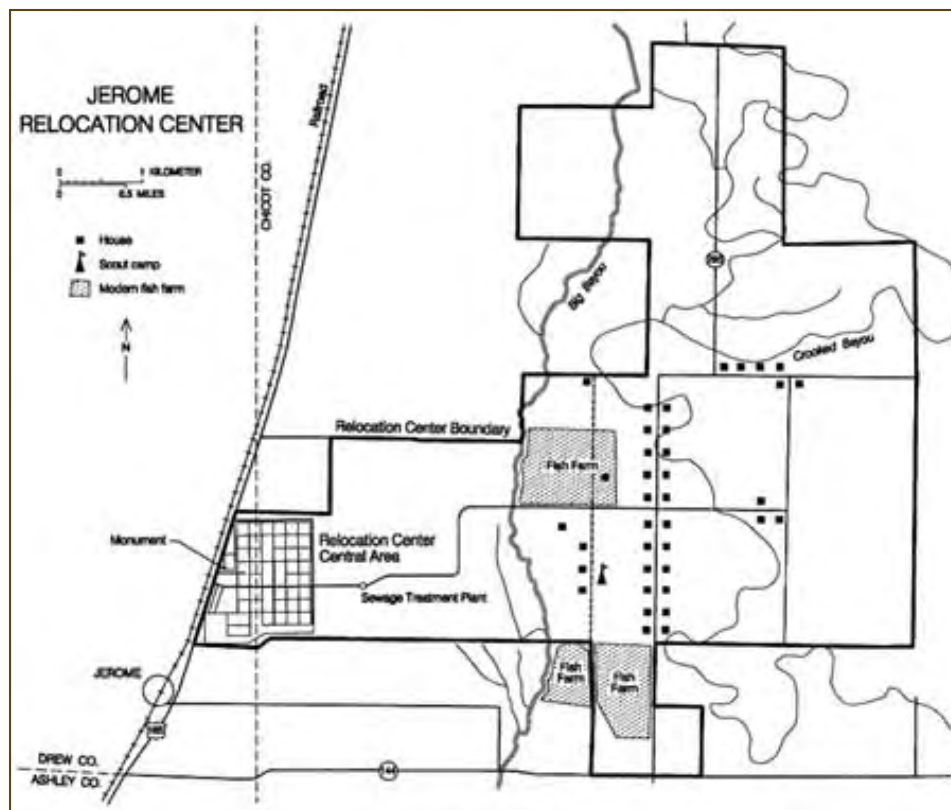 JEROME
RELOCATION CENTER
0 1 KILOMETER
0 0.5 MILES
House
Scout camp
Modern fish farm
N
Railroad
CHICOT CO.
Big Bayou
Crooked Bayou
Relocation Center Boundary
Fish Farm
Monument
Relocation Center
Central Area
Sewage Treatment Plant
JEROME
Fish
Farm
Fish
Farm
165
DREW CO.
ASHLEY CO.
144